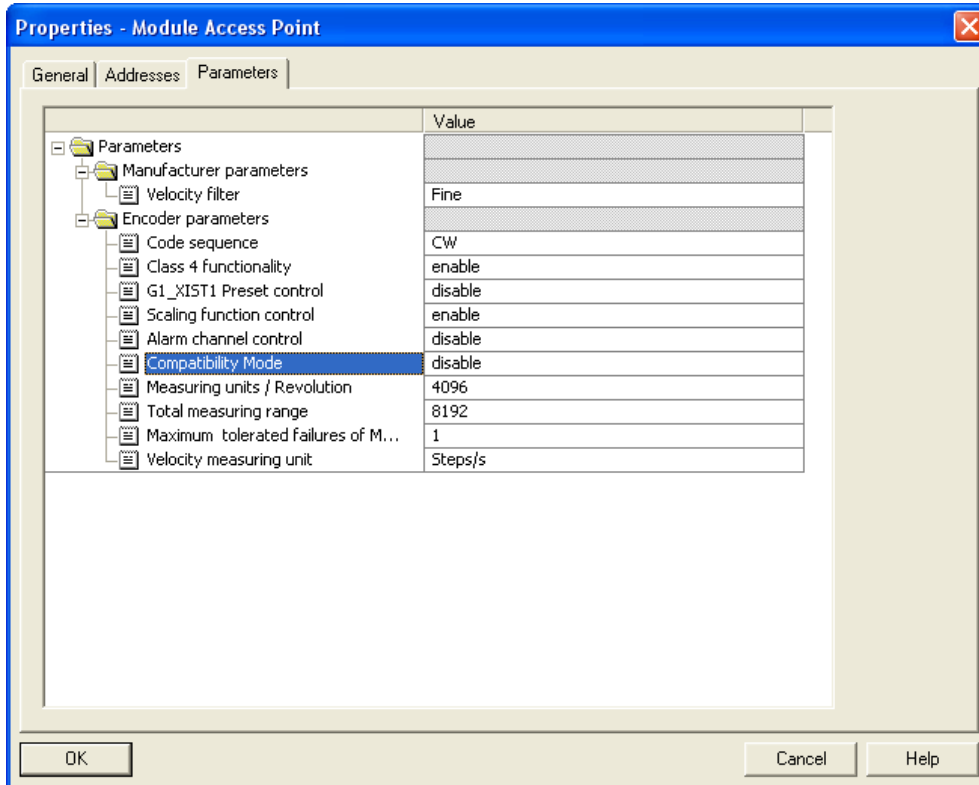 Properties - Module Access Point
General Addresses Parameters
Value
Parameters
Manufacturer parameters
Velocity filter Fine
Encoder parameters
Code sequence CW
Class 4 functionality enable
G1_XIST1 Preset control disable
Scaling function control enable
Alarm channel control disable
Compatibility Mode disable
Measuring units / Revolution 4096
Total measuring range 8192
Maximum tolerated failures of M... 1
Velocity measuring unit Steps/s
OK Cancel Help